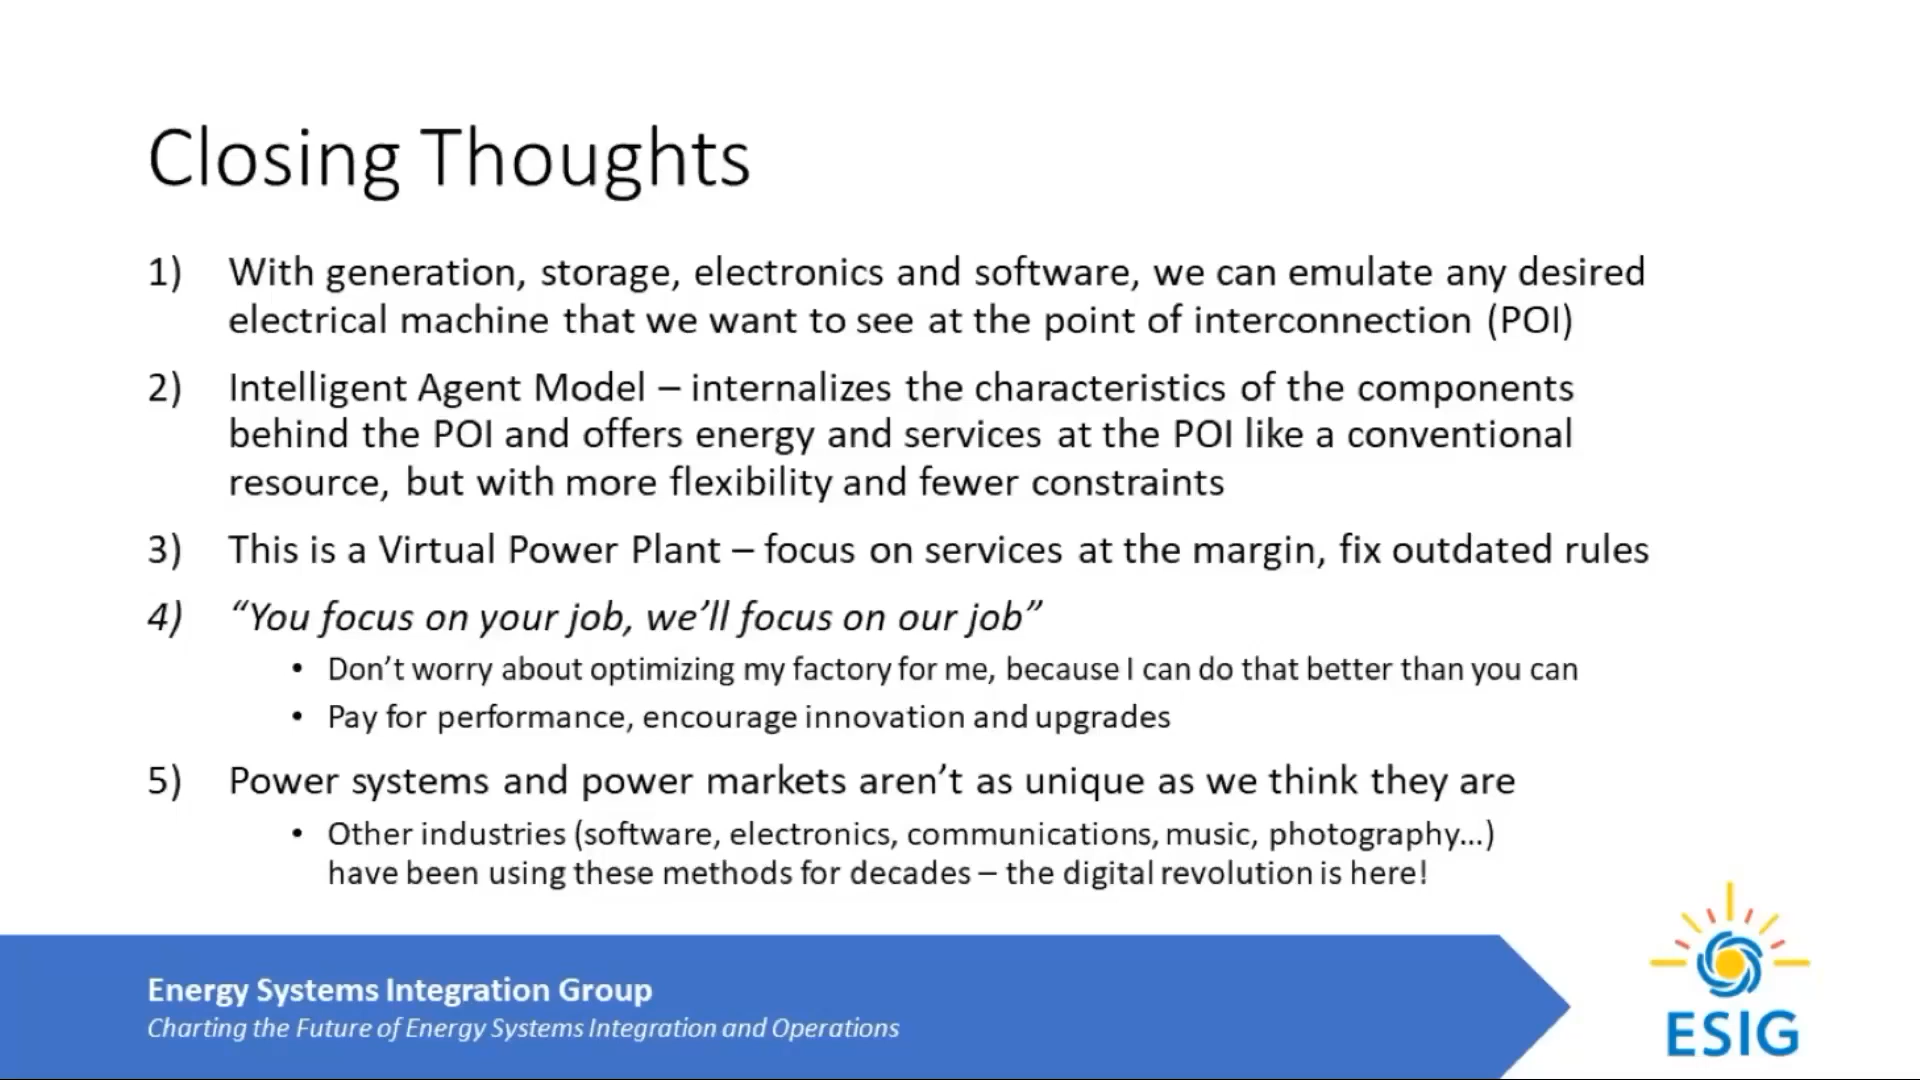 Closing Thoughts
1) With generation, storage, electronics and software, we can emulate any desired
electrical machine that we want to see at the point of interconnection (POI)
2) Intelligent Agent Model – internalizes the characteristics of the components
behind the POI and offers energy and services at the POI like a conventional
resource, but with more flexibility and fewer constraints
3) This is a Virtual Power Plant – focus on services at the margin, fix outdated rules
4) “You focus on your job, we’ll focus on our job”
• Don’t worry about optimizing my factory for me, because I can do that better than you can
• Pay for performance, encourage innovation and upgrades
5) Power systems and power markets aren’t as unique as we think they are
• Other industries (software, electronics, communications, music, photography...)
have been using these methods for decades – the digital revolution is here!
Energy Systems Integration Group
Charting the Future of Energy Systems Integration and Operations
ESIG